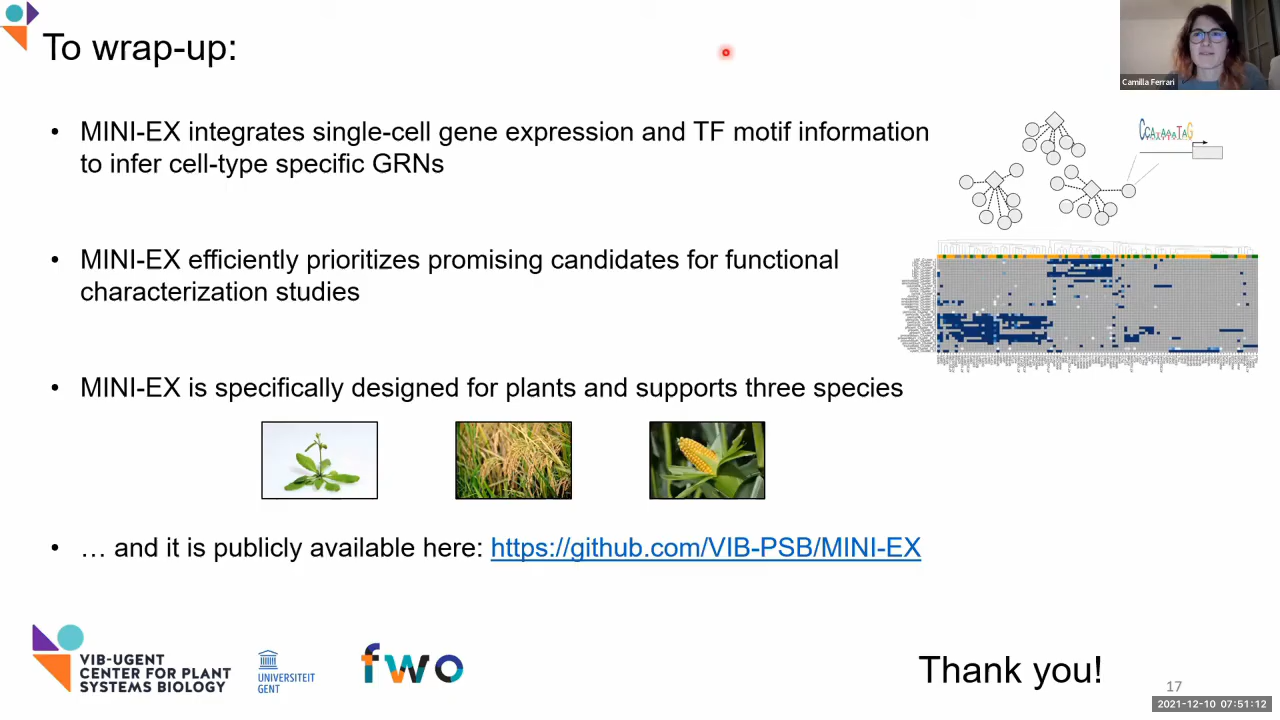 To wrap-up:
Camilla Ferrari
• MINI-EX integrates single-cell gene expression and TF motif information
to infer cell-type specific GRNs
• MINI-EX efficiently prioritizes promising candidates for functional
characterization studies
• MINI-EX is specifically designed for plants and supports three species
• … and it is publicly available here: https://github.com/VIB-PSB/MINI-EX
VIB-UGENT
CENTER FOR PLANT
SYSTEMS BIOLOGY
UNIVERSITEIT
GENT
fwo
Thank you!
17
2021-12-10 07:51:12